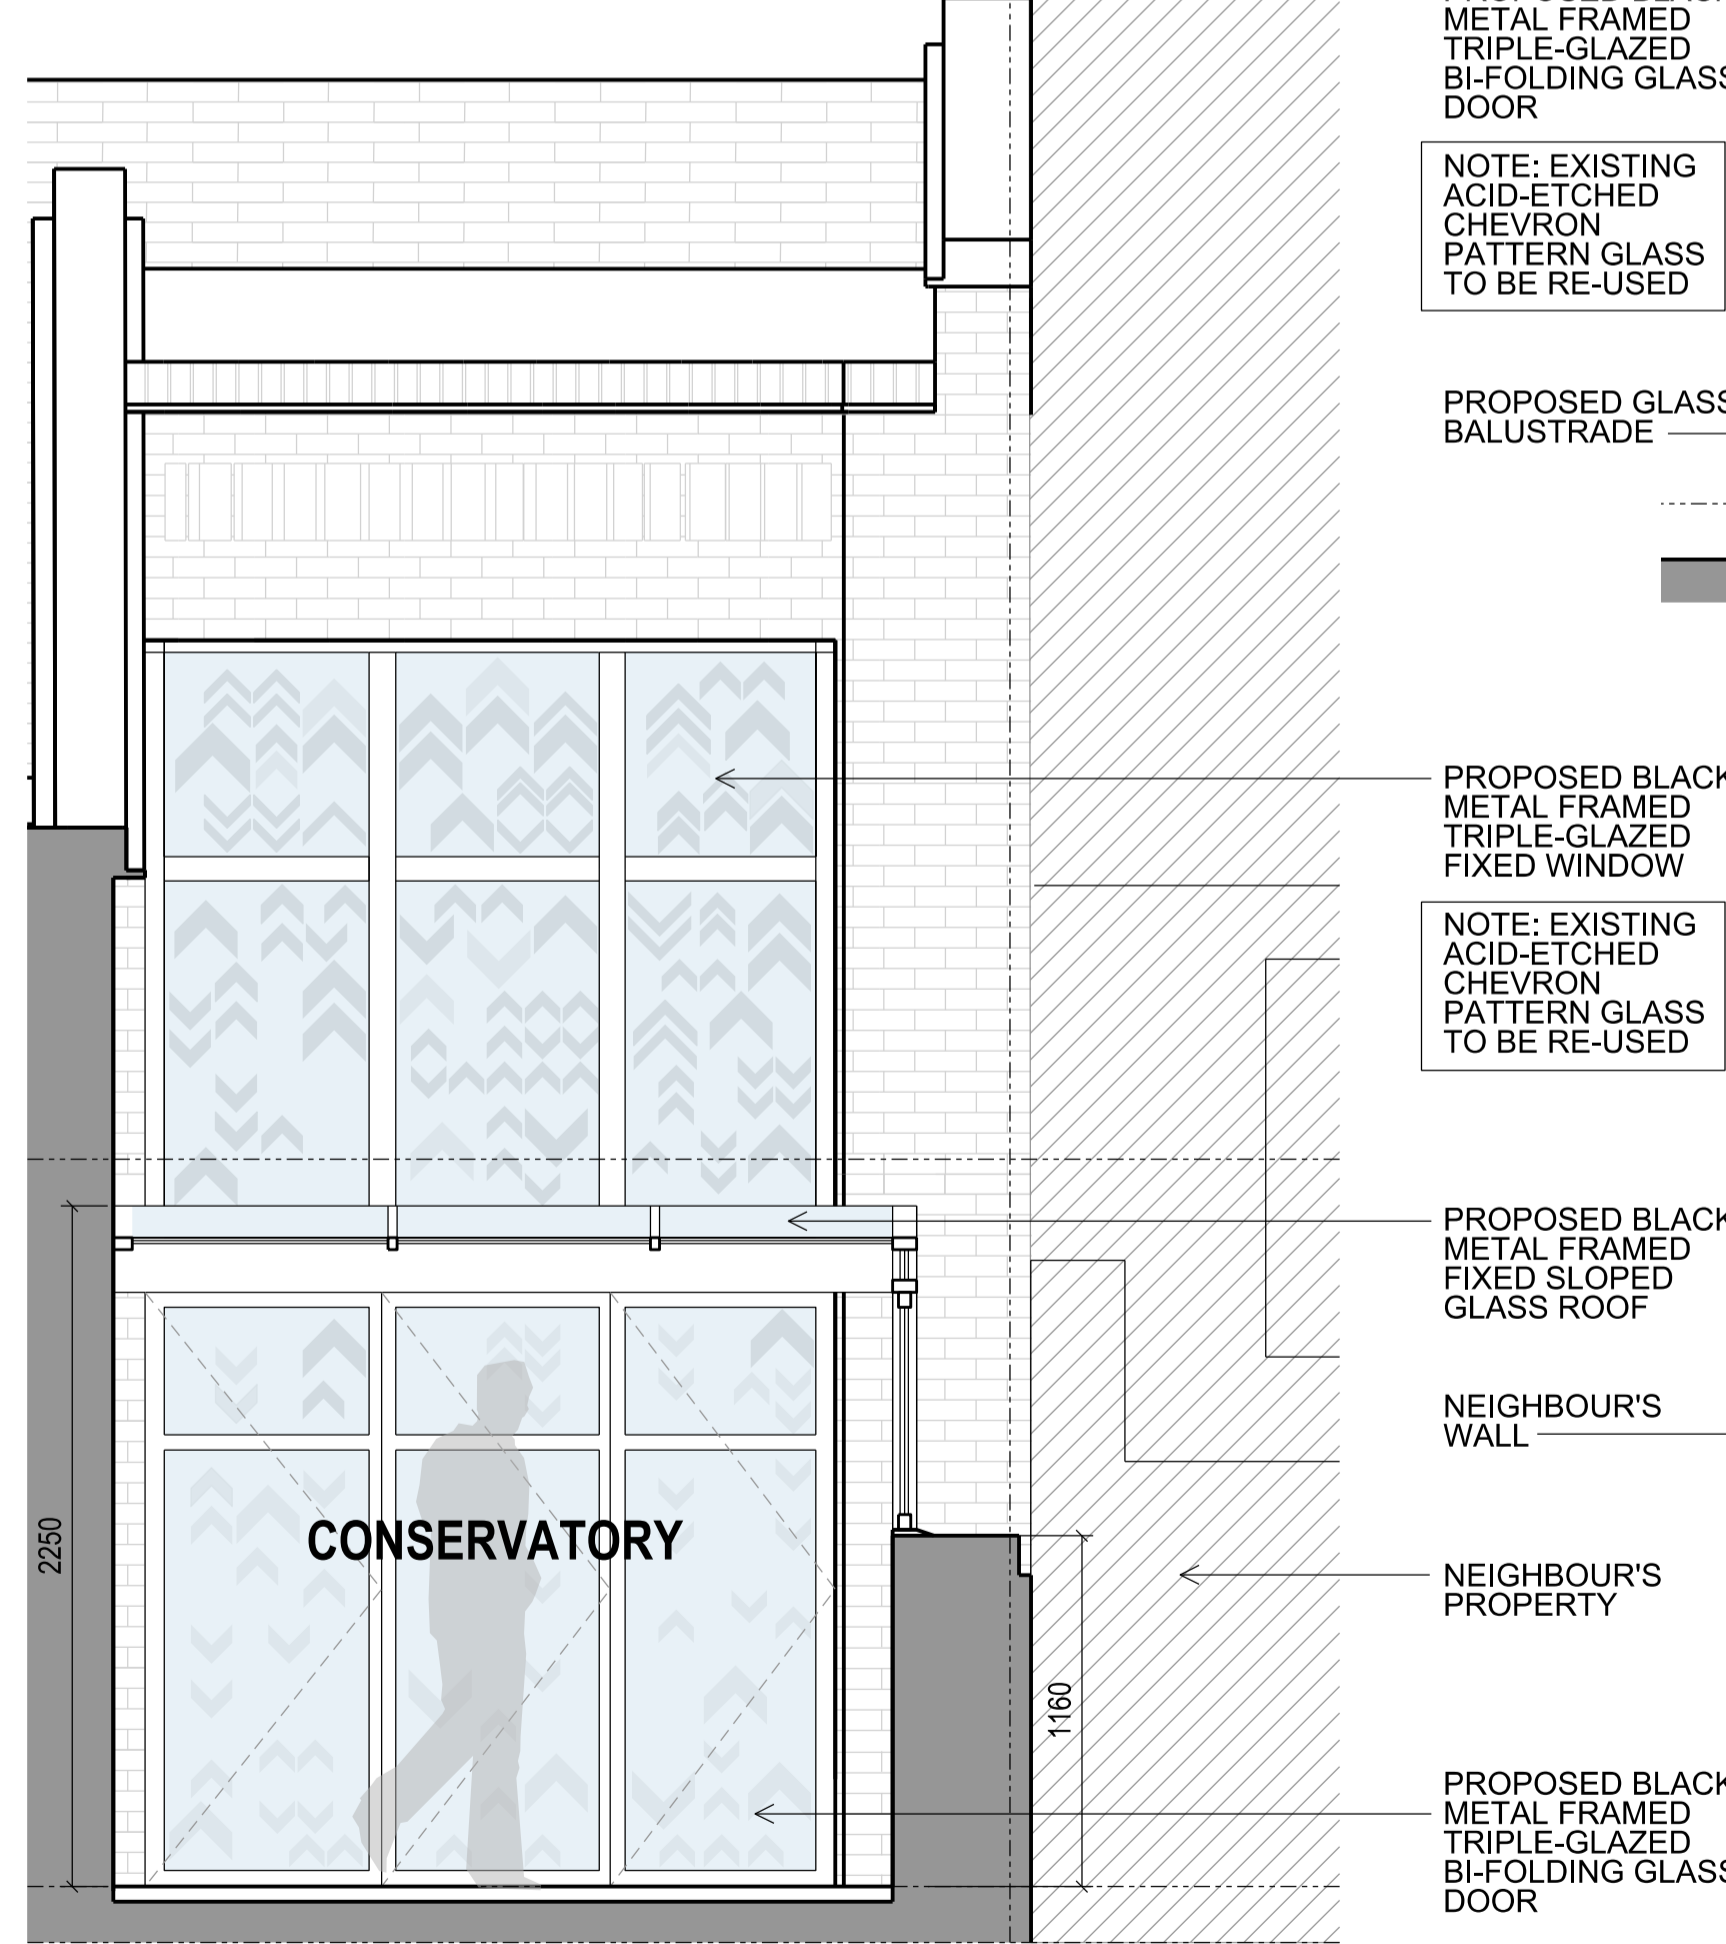 METAL FRAMED
TRIPLE-GLAZED
BI-FOLDING GLASS
DOOR
NOTE: EXISTING
ACID-ETCHED
CHEVRON
PATTERN GLASS
TO BE RE-USED
PROPOSED GLASS
BALUSTRADE
PROPOSED BLACK
METAL FRAMED
TRIPLE-GLAZED
FIXED WINDOW
NOTE: EXISTING
ACID-ETCHED
CHEVRON
PATTERN GLASS
TO BE RE-USED
PROPOSED BLACK
METAL FRAMED
FIXED SLOPED
GLASS ROOF
NEIGHBOUR'S
WALL
NEIGHBOUR'S
PROPERTY
PROPOSED BLACK
METAL FRAMED
TRIPLE-GLAZED
BI-FOLDING GLASS
DOOR
CONSERVATORY
2250
1160